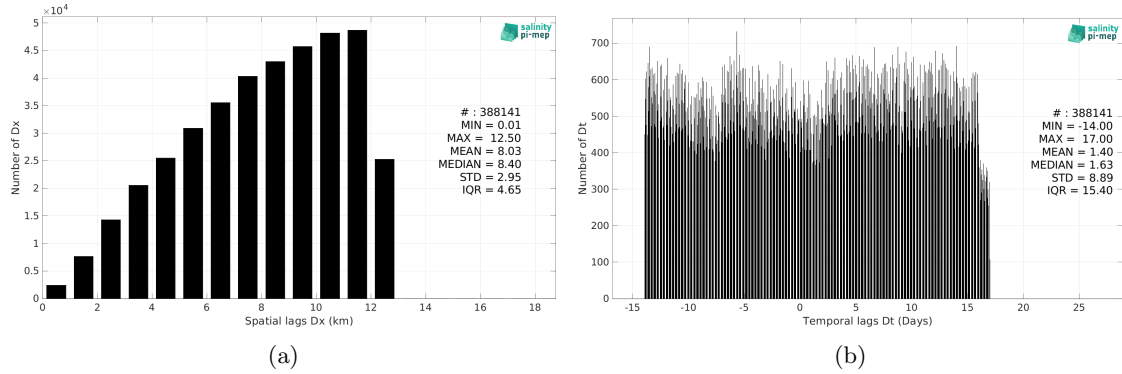 ×10⁴
5
4.5
4
3.5
3
2.5
2
1.5
1
0.5
0
Number of Dx
salinity
pi-mep
# : 388141
MIN = 0.01
MAX = 12.50
MEAN = 8.03
MEDIAN = 8.40
STD = 2.95
IQR = 4.65
0 2 4 6 8 10 12 14 16 18
Spatial lags Dx (km)
(a)
700
600
500
400
300
200
100
0
Number of Dt
salinity
pi-mep
# : 388141
MIN = -14.00
MAX = 17.00
MEAN = 1.40
MEDIAN = 1.63
STD = 8.89
IQR = 15.40
-15 -10 -5 0 5 10 15 20 25
Temporal lags Dt (Days)
(b)